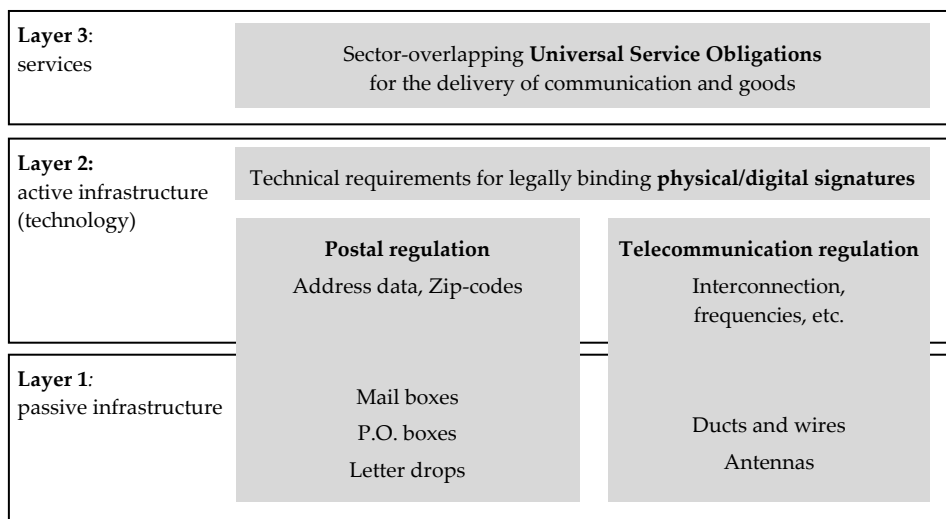 Layer 3:
services
Sector-overlapping Universal Service Obligations
for the delivery of communication and goods
Layer 2:
active infrastructure
(technology)
Technical requirements for legally binding physical/digital signatures
Postal regulation
Address data, Zip-codes
Telecommunication regulation
Interconnection,
frequencies, etc.
Layer 1:
passive infrastructure
Mail boxes
P.O. boxes
Letter drops
Ducts and wires
Antennas